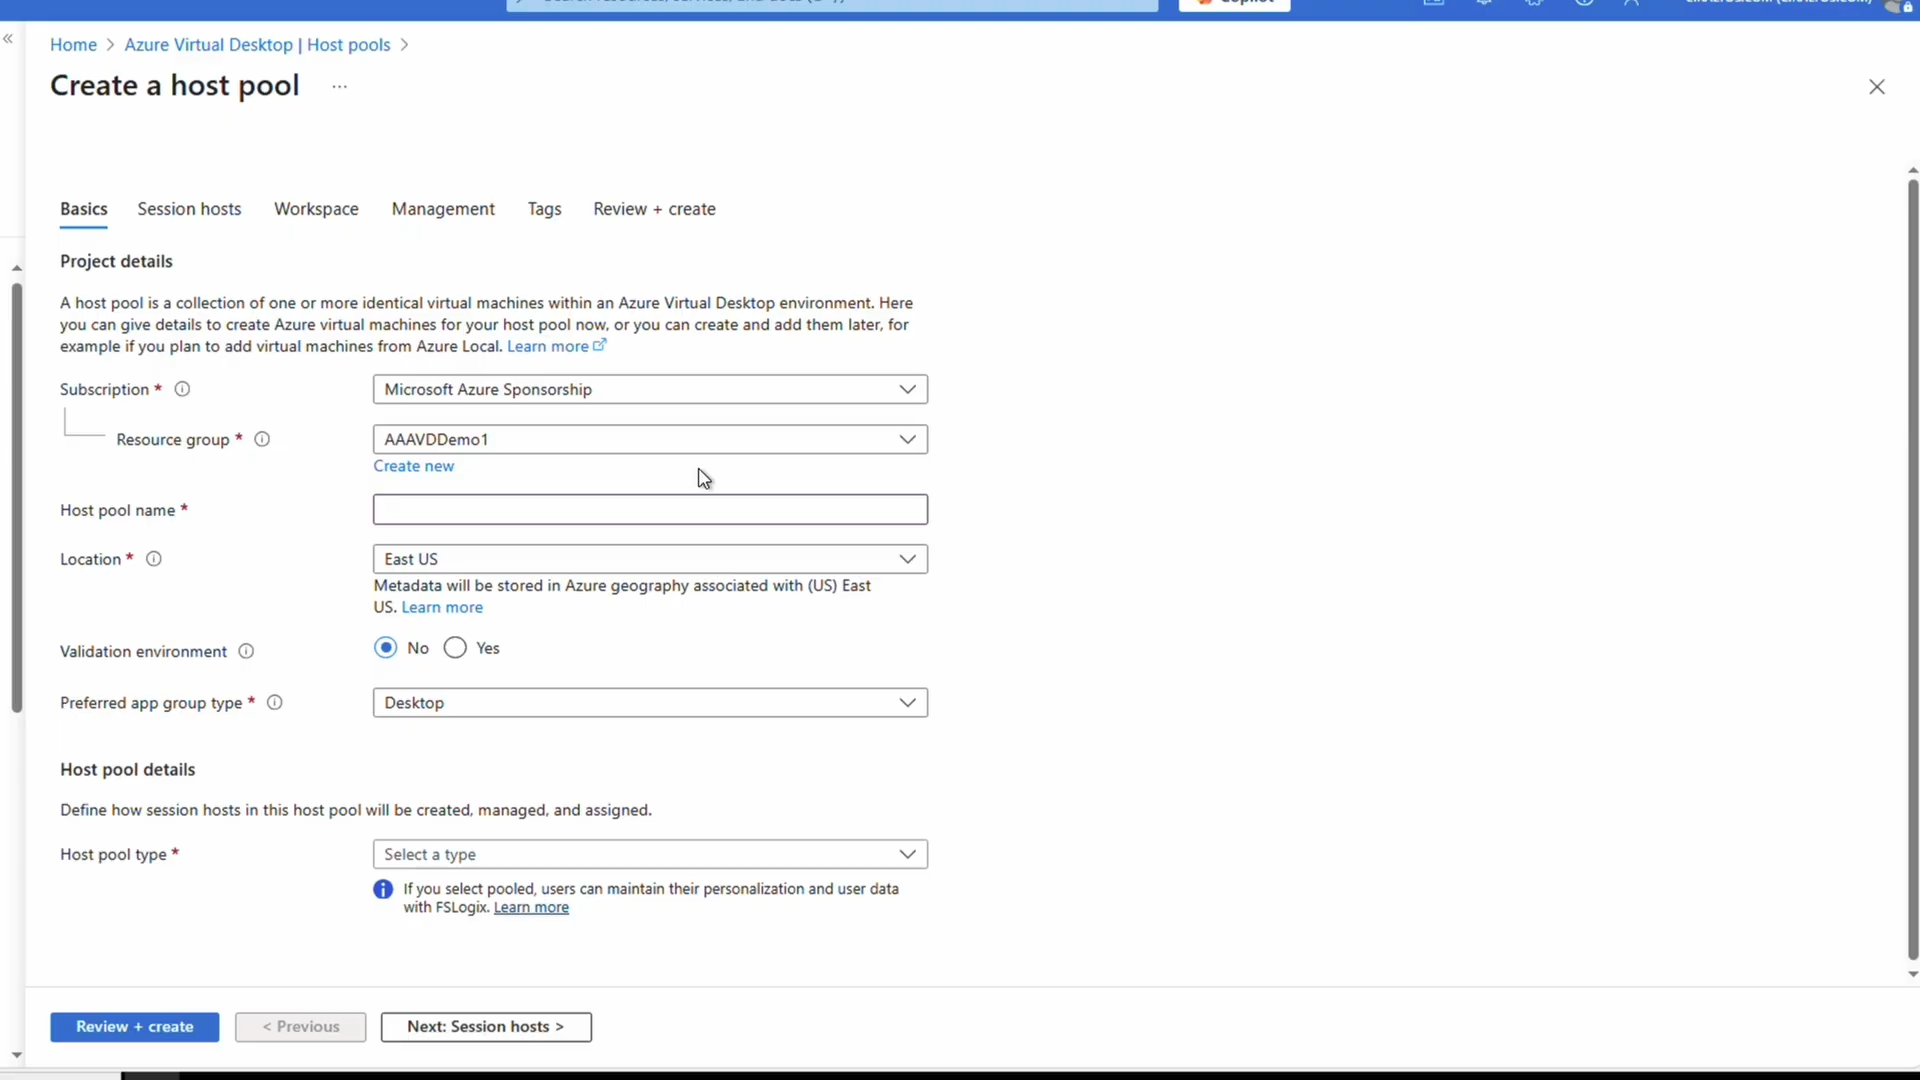 Home > Azure Virtual Desktop | Host pools >
Create a host pool ...
Basics Session hosts Workspace Management Tags Review + create
Project details
A host pool is a collection of one or more identical virtual machines within an Azure Virtual Desktop environment. Here
you can give details to create Azure virtual machines for your host pool now, or you can create and add them later, for
example if you plan to add virtual machines from Azure Local. Learn more
Subscription * Microsoft Azure Sponsorship
Resource group * AAAVDDemo1
Create new
Host pool name *
Location * East US
Metadata will be stored in Azure geography associated with (US) East
US. Learn more
Validation environment No Yes
Preferred app group type * Desktop
Host pool details
Define how session hosts in this host pool will be created, managed, and assigned.
Host pool type * Select a type
If you select pooled, users can maintain their personalization and user data
with FSLogix. Learn more
Review + create < Previous Next: Session hosts >